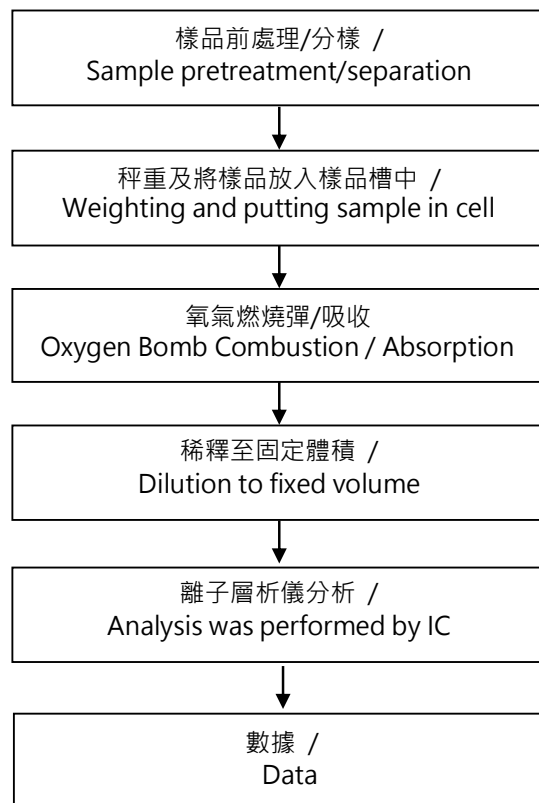 樣品前處理/分樣 /
Sample pretreatment/separation
秤重及將樣品放入樣品槽中 /
Weighting and putting sample in cell
氧氣燃燒彈/吸收
Oxygen Bomb Combustion / Absorption
稀釋至固定體積 /
Dilution to fixed volume
離子層析儀分析 /
Analysis was performed by IC
數據 /
Data